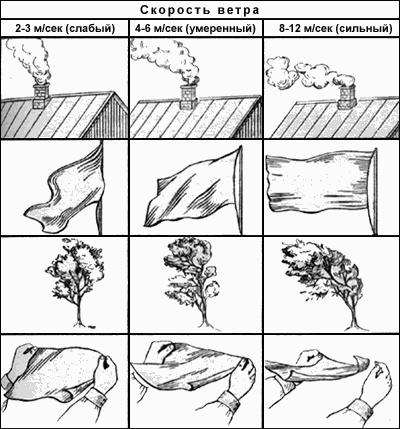 Скорость ветра
2-3 м/сек (слабый) 4-6 м/сек (умеренный) 8-12 м/сек (сильный)